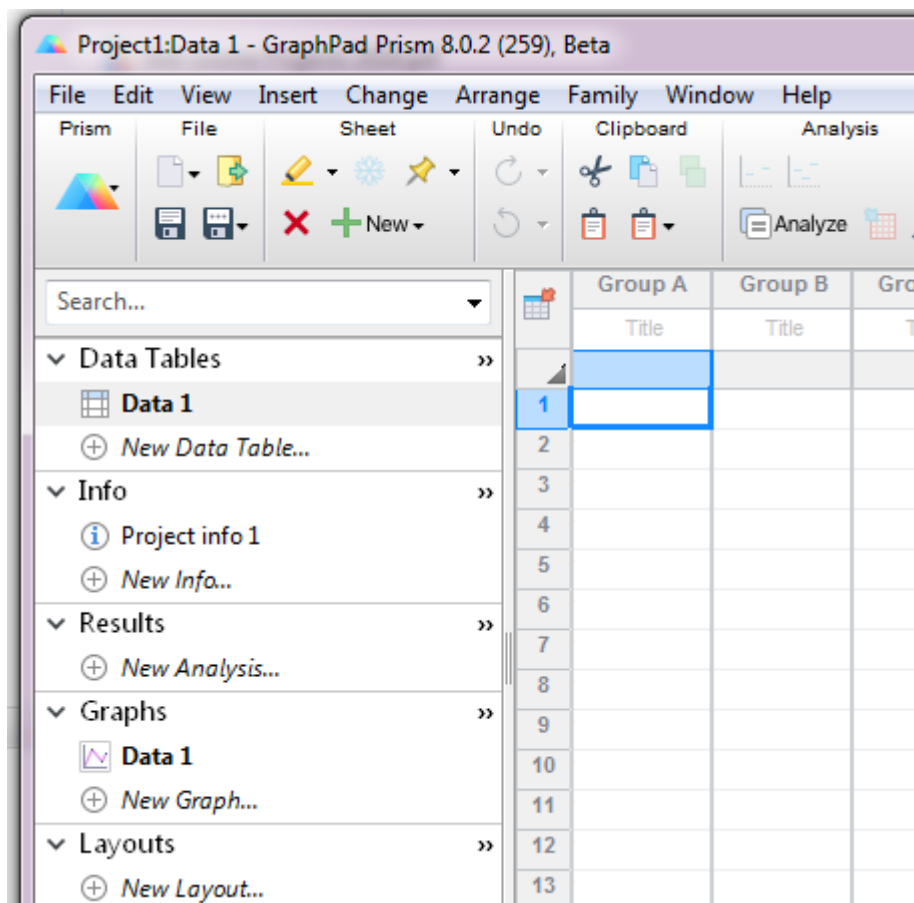 Project1:Data 1 - GraphPad Prism 8.0.2 (259), Beta
File Edit View Insert Change Arrange Family Window Help
Prism File Sheet Undo Clipboard Analysis
New
Analyze
Search...
Group A Group B
Title Title
Data Tables
Data 1
New Data Table...
Info
Project info 1
New Info...
Results
New Analysis...
Graphs
Data 1
New Graph...
Layouts
New Layout...
1
2
3
4
5
6
7
8
9
10
11
12
13